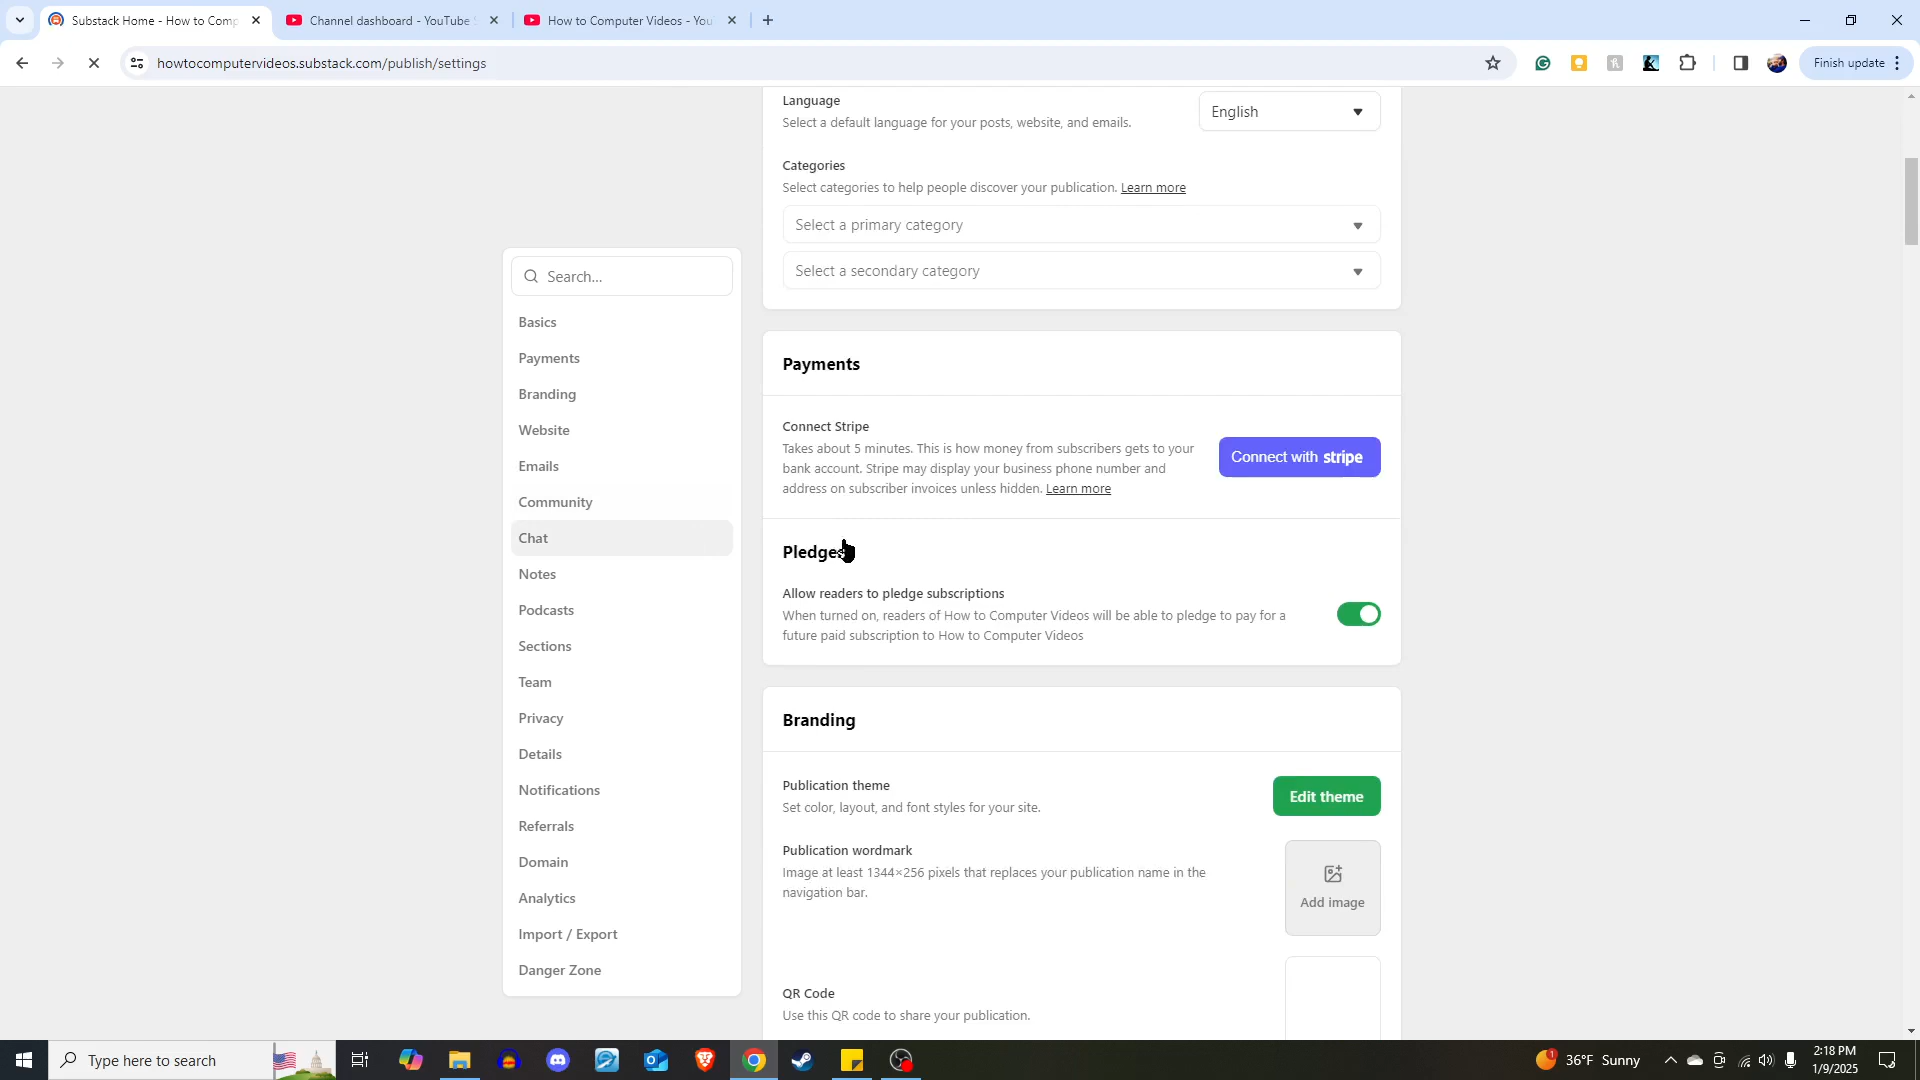 Substack Home - How to Comp
Channel dashboard - YouTube
How to Computer Videos - You
howtocomputervideos.substack.com/publish/settings
Finish update
Language
Select a default language for your posts, website, and emails.
English
Categories
Select categories to help people discover your publication. Learn more
Select a primary category
Select a secondary category
Search...
Basics
Payments
Branding
Website
Emails
Community
Chat
Notes
Podcasts
Sections
Team
Privacy
Details
Notifications
Referrals
Domain
Analytics
Import / Export
Danger Zone
Payments
Connect Stripe
Takes about 5 minutes. This is how money from subscribers gets to your
bank account. Stripe may display your business phone number and
address on subscriber invoices unless hidden. Learn more
Connect with stripe
Pledges
Allow readers to pledge subscriptions
When turned on, readers of How to Computer Videos will be able to pledge to pay for a
future paid subscription to How to Computer Videos
Branding
Publication theme
Set color, layout, and font styles for your site.
Edit theme
Publication wordmark
Image at least 1344×256 pixels that replaces your publication name in the
navigation bar.
Add image
QR Code
Use this QR code to share your publication.
Type here to search
1
36°F Sunny
2:18 PM
1/9/2025